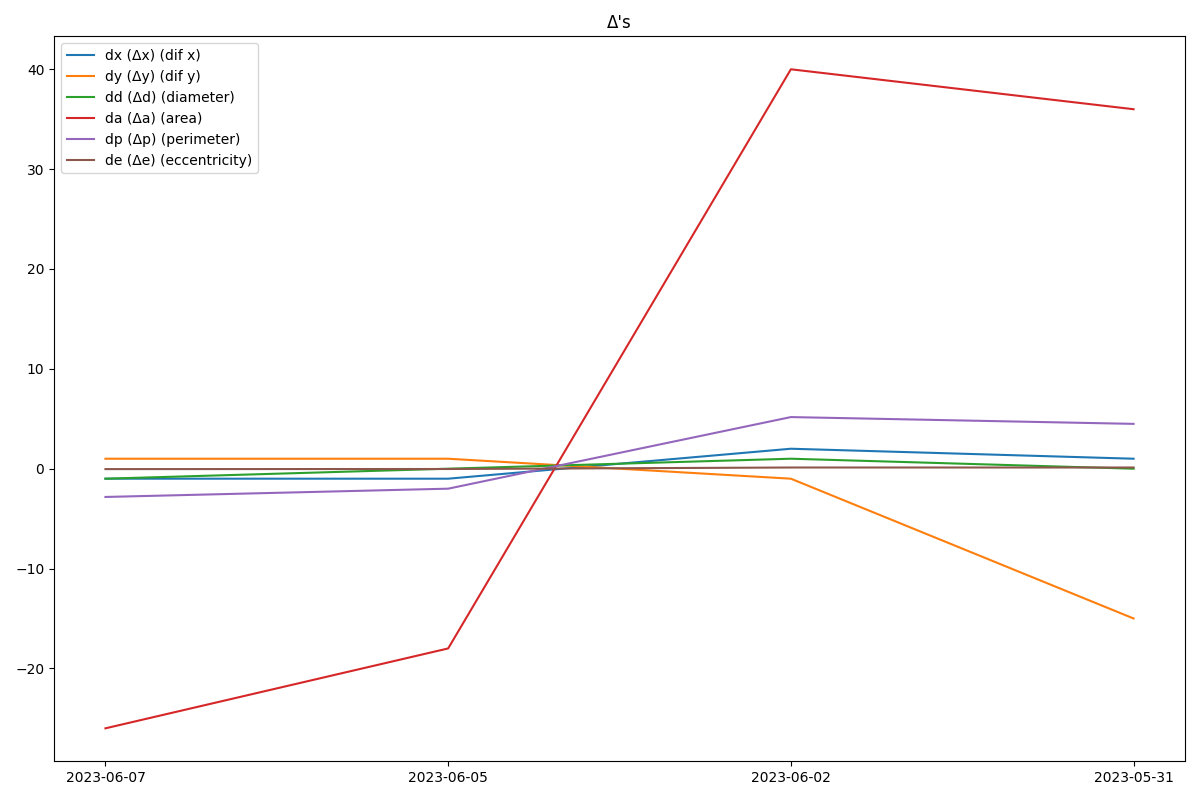 Δ's
dx (Δx) (dif x)
dy (Δy) (dif y)
dd (Δd) (diameter)
da (Δa) (area)
dp (Δp) (perimeter)
de (Δe) (eccentricity)
40
30
20
10
0
−10
−20
2023-06-07 2023-06-05 2023-06-02 2023-05-31